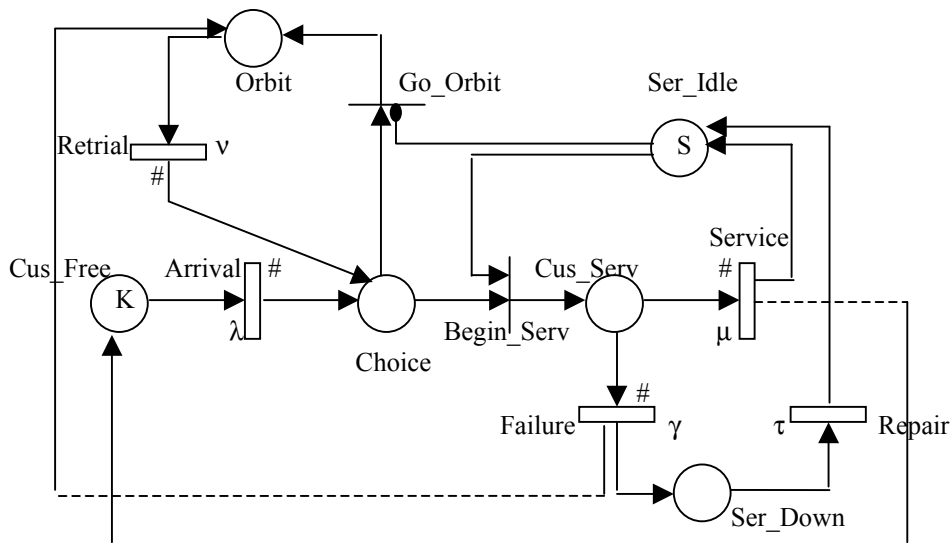 Orbit
Go_Orbit
Ser_Idle
Retrial
ν
#
S
Cus_Free
Arrival
#
Cus_Serv
Service
#
K
λ
Begin_Serv
μ
Choice
#
Failure
γ
τ
Repair
Ser_Down